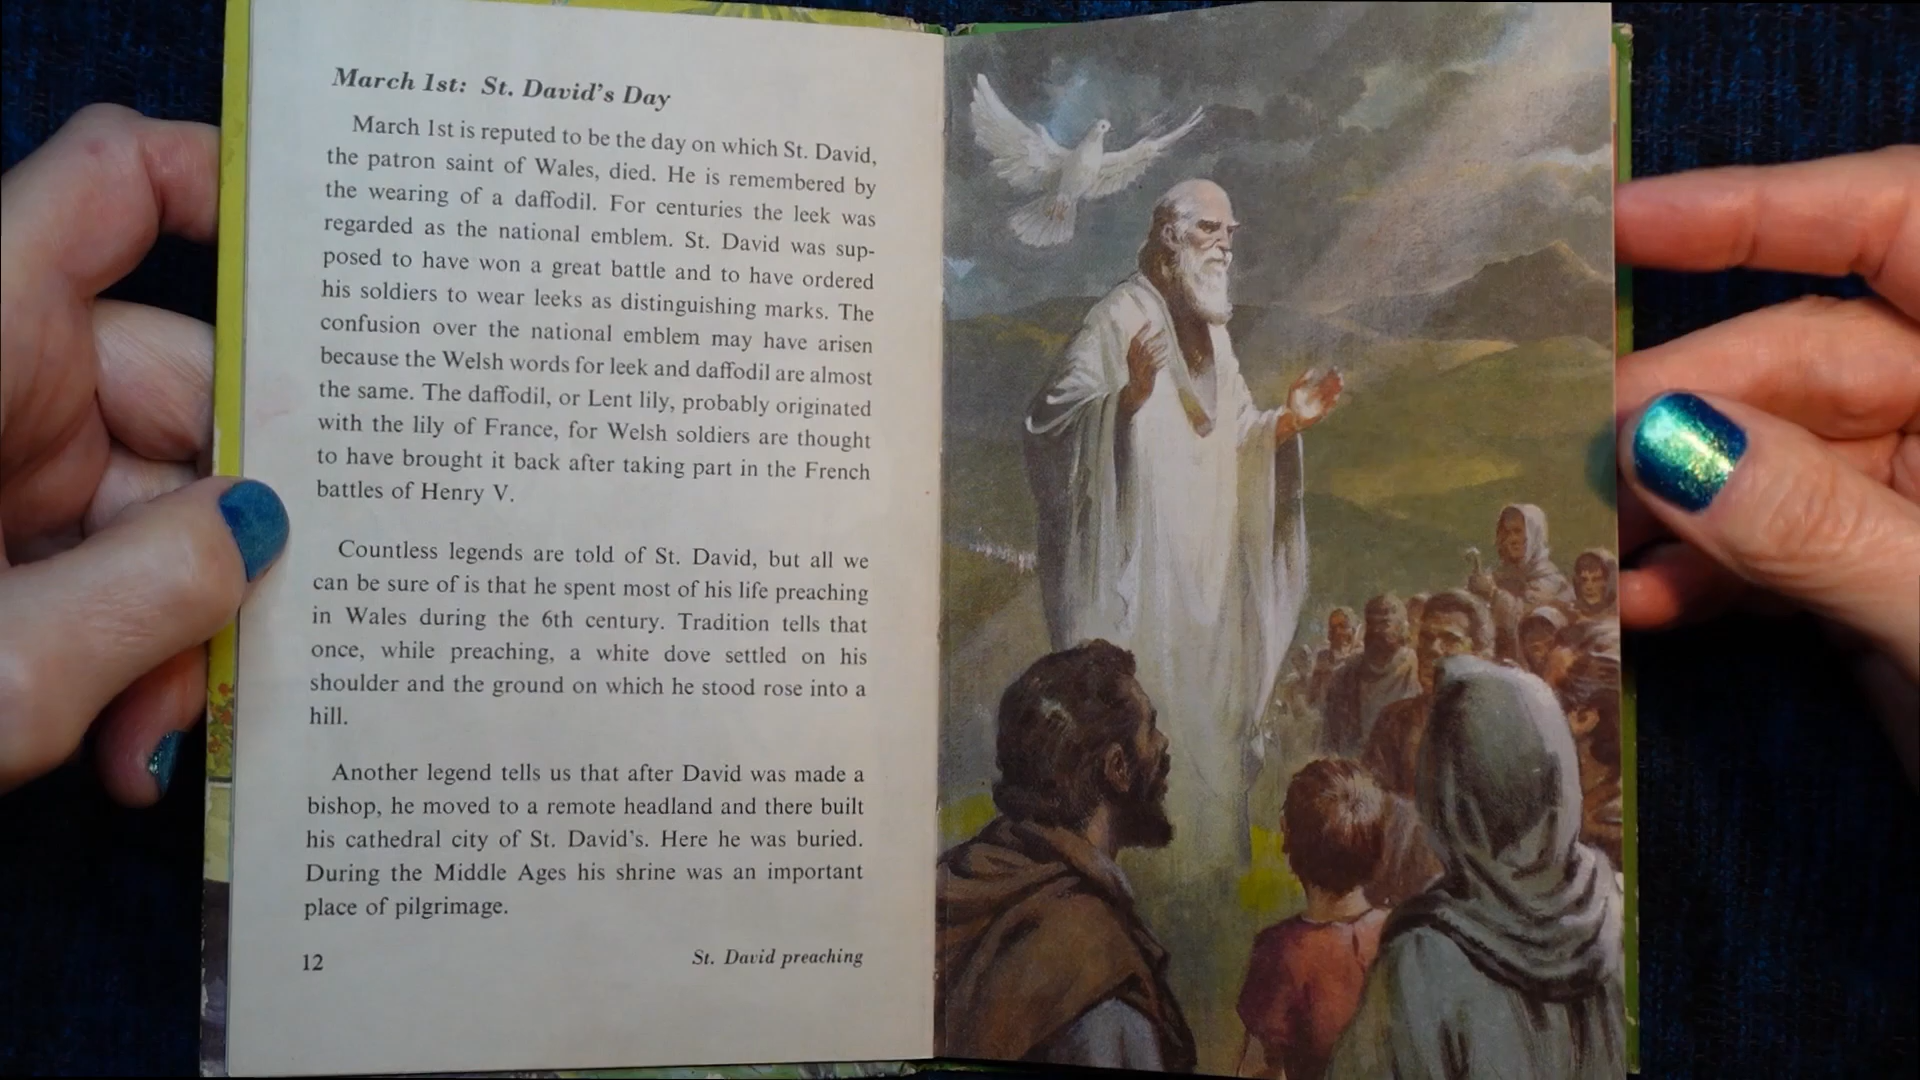 March 1st: St. David's Day
March 1st is reputed to be the day on which St. David,
the patron saint of Wales, died. He is remembered by
the wearing of a daffodil. For centuries the leek was
regarded as the national emblem. St. David was sup-
posed to have won a great battle and to have ordered
his soldiers to wear leeks as distinguishing marks. The
confusion over the national emblem may have arisen
because the Welsh words for leek and daffodil are almost
the same. The daffodil, or Lent lily, probably originated
with the lily of France, for Welsh soldiers are thought
to have brought it back after taking part in the French
battles of Henry V.
Countless legends are told of St. David, but all we
can be sure of is that he spent most of his life preaching
in Wales during the 6th century. Tradition tells that
once, while preaching, a white dove settled on his
shoulder and the ground on which he stood rose into a
hill.
Another legend tells us that after David was made a
bishop, he moved to a remote headland and there built
his cathedral city of St. David's. Here he was buried.
During the Middle Ages his shrine was an important
place of pilgrimage.
12
St. David preaching